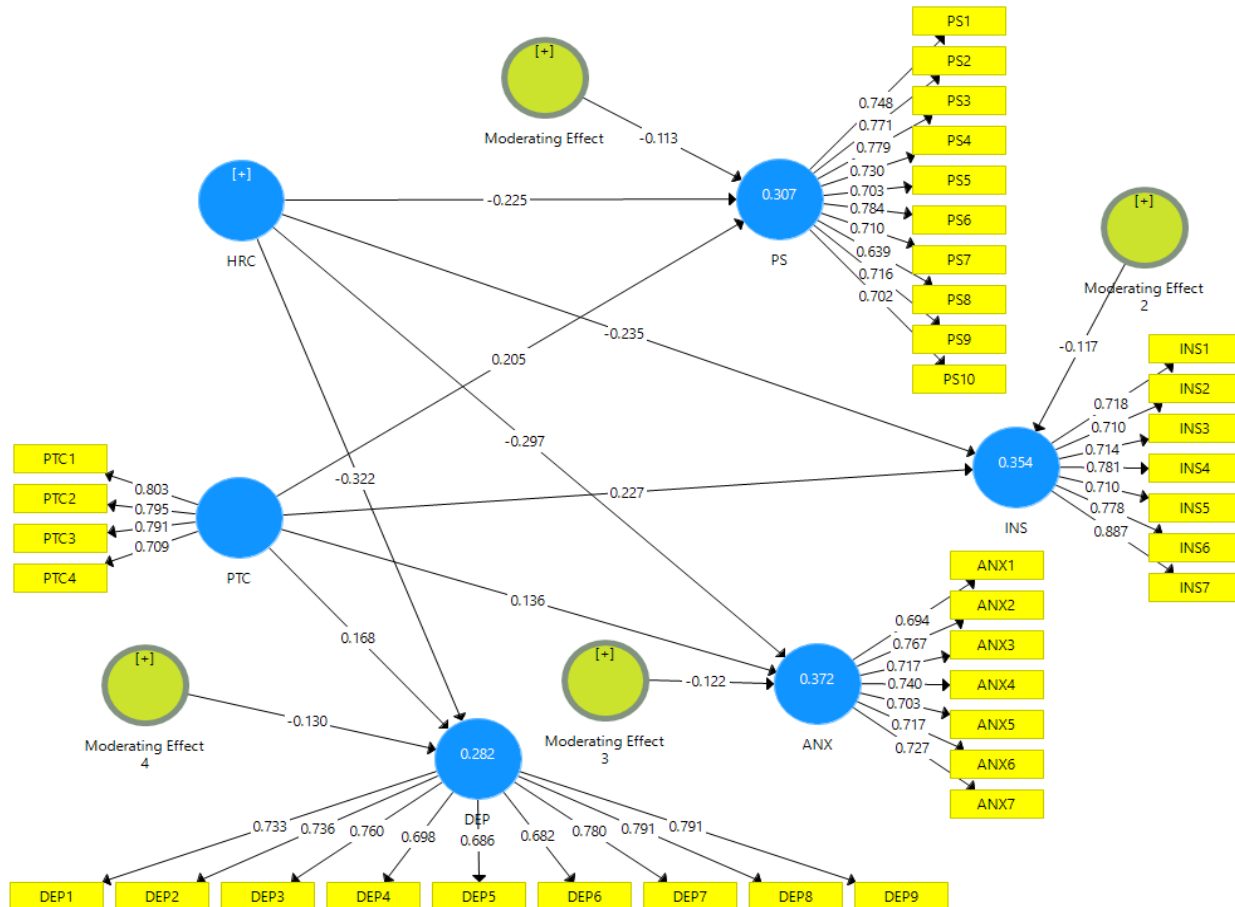 PS1
[+]
PS2
PS3
0.748
0.771
Moderating Effect
-0.113
0.779
PS4
[+]
0.730
PS5
0.703
0.307
0.784
[+]
-0.225
PS6
0.710
HRC
PS
0.639
PS7
0.716
PS8
Moderating Effect
2
0.702
-0.235
PS9
INS1
0.205
-0.117
PS10
INS2
0.718
0.710
-0.297
INS3
0.714
PTC1
0.354
0.781
INS4
-0.322
0.803
0.227
0.710
PTC2
0.795
INS5
0.778
0.791
INS
0.887
PTC3
0.709
INS6
ANX1
PTC4
PTC
INS7
0.136
ANX2
0.694
0.168
0.767
ANX3
[+]
[+]
0.717
0.372
0.740
ANX4
-0.122
0.703
-0.130
ANX5
0.717
Moderating Effect
4
Moderating Effect
3
ANX
0.727
0.282
ANX6
ANX7
DEP
0.733
0.736
0.760
0.698
0.686
0.682
0.780
0.791
0.791
DEP1
DEP2
DEP3
DEP4
DEP5
DEP6
DEP7
DEP8
DEP9